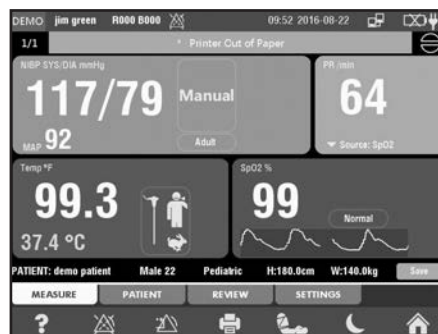 DEMO jim green R000 B000 09:52 2016-08-22
1/1 * Printer Out of Paper
NIBP SYS/DIA mmHg PR /min
117/79 Manual 64
MAP 92 Adult Source: SpO2
Temp °F SpO2 %
99.3 99 Normal
37.4 °C
PATIENT: demo patient Male 22 Pediatric H:180.0cm W:140.0kg Save
MEASURE PATIENT REVIEW SETTINGS
?